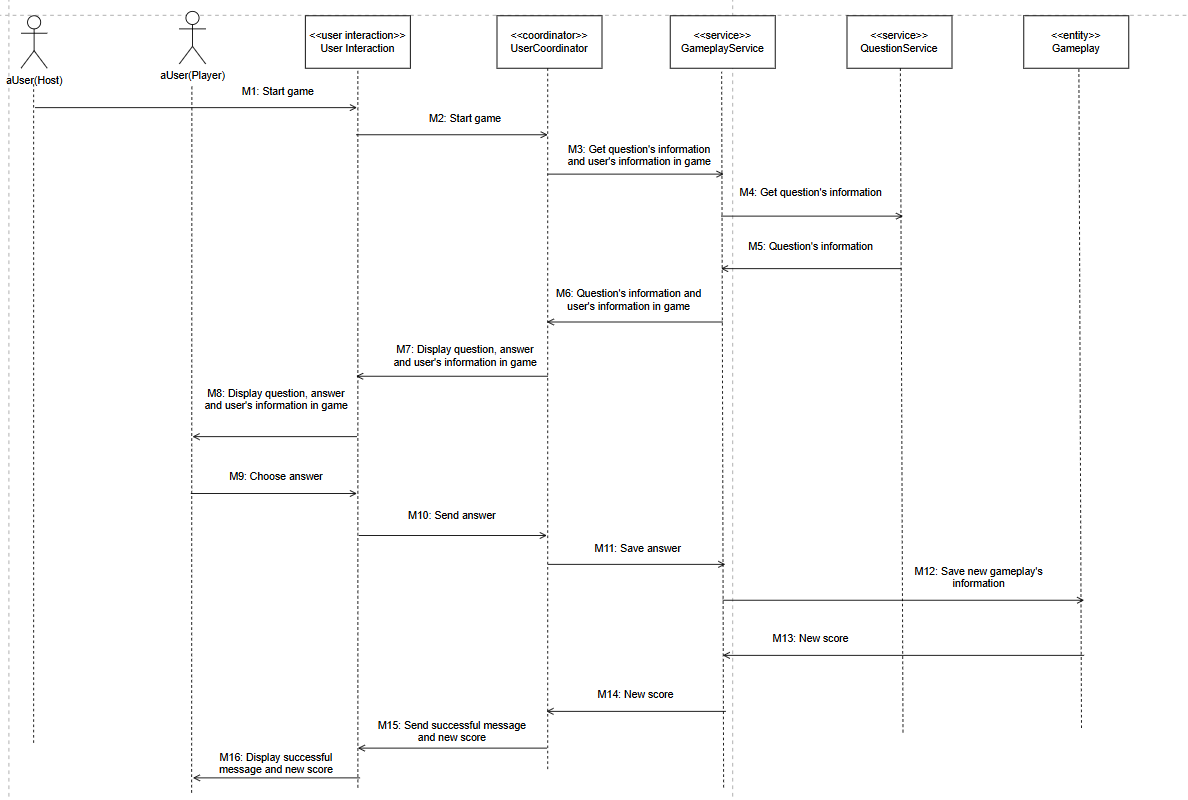 <<user interaction>>
User Interaction
<<coordinator>>
UserCoordinator
<<service>>
GameplayService
<<service>>
QuestionService
<<entity>>
Gameplay
aUser(Host)
aUser(Player)
M1: Start game
M2: Start game
M3: Get question's information
and user's information in game
M4: Get question's information
M5: Question's information
M6: Question's information and
user's information in game
M7: Display question, answer
and user's information in game
M8: Display question, answer
and user's information in game
M9: Choose answer
M10: Send answer
M11: Save answer
M12: Save new gameplay's
information
M13: New score
M14: New score
M15: Send successful message
and new score
M16: Display successful
message and new score